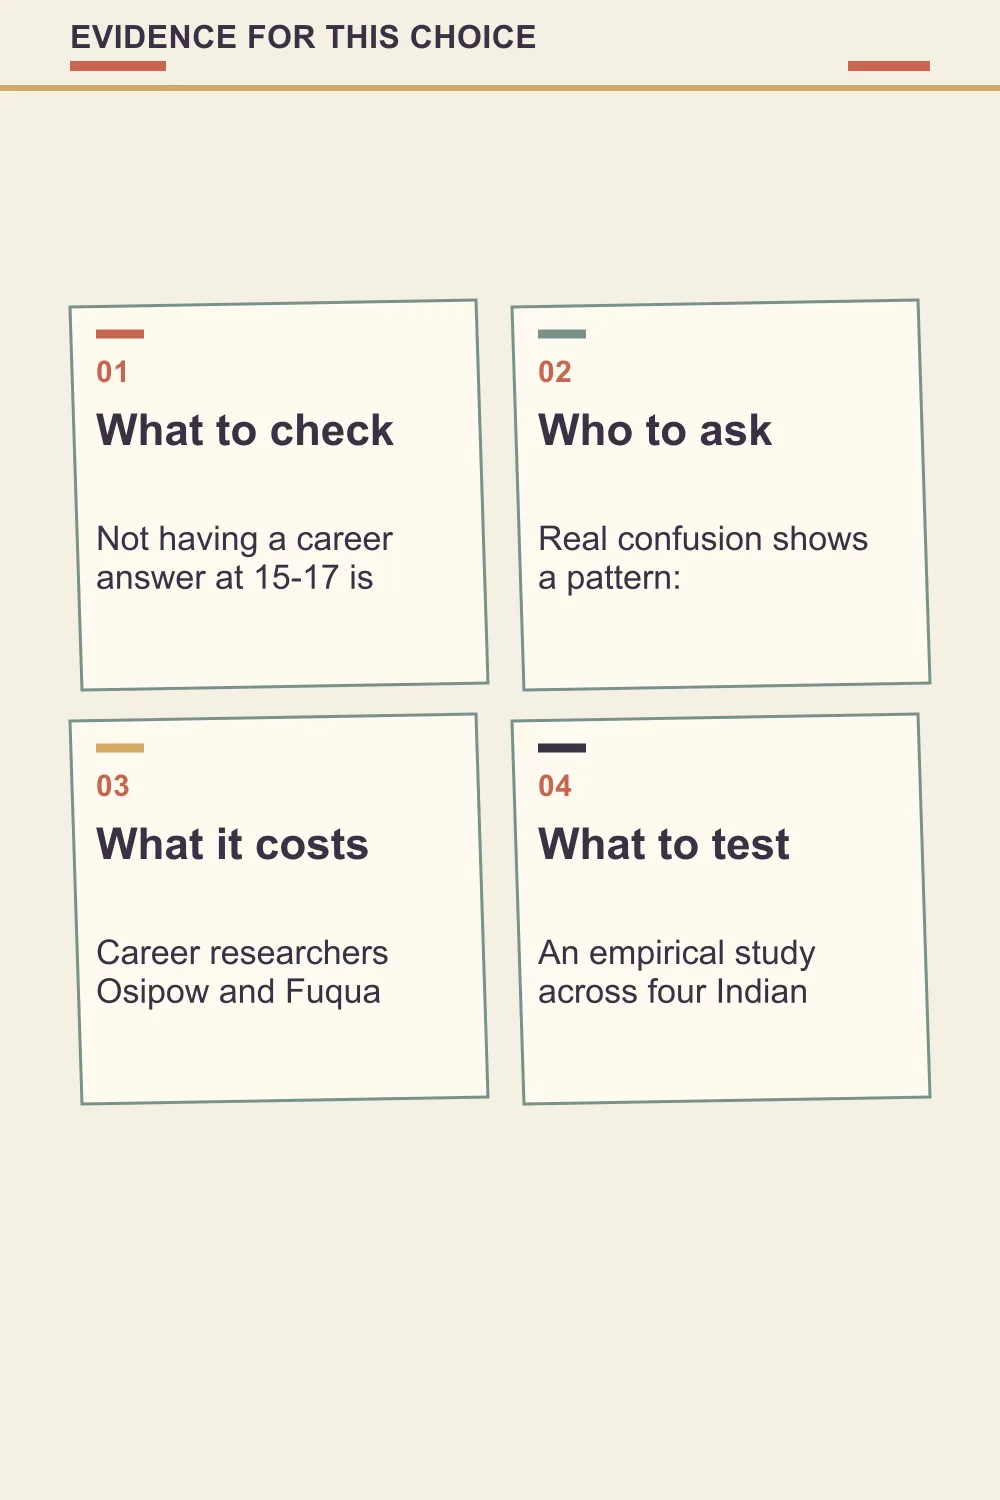 EVIDENCE FOR THIS CHOICE
01
What to check
Not having a career
answer at 15-17 is
02
Who to ask
Real confusion shows
a pattern:
03
What it costs
Career researchers
Osipow and Fuqua
04
What to test
An empirical study
across four Indian